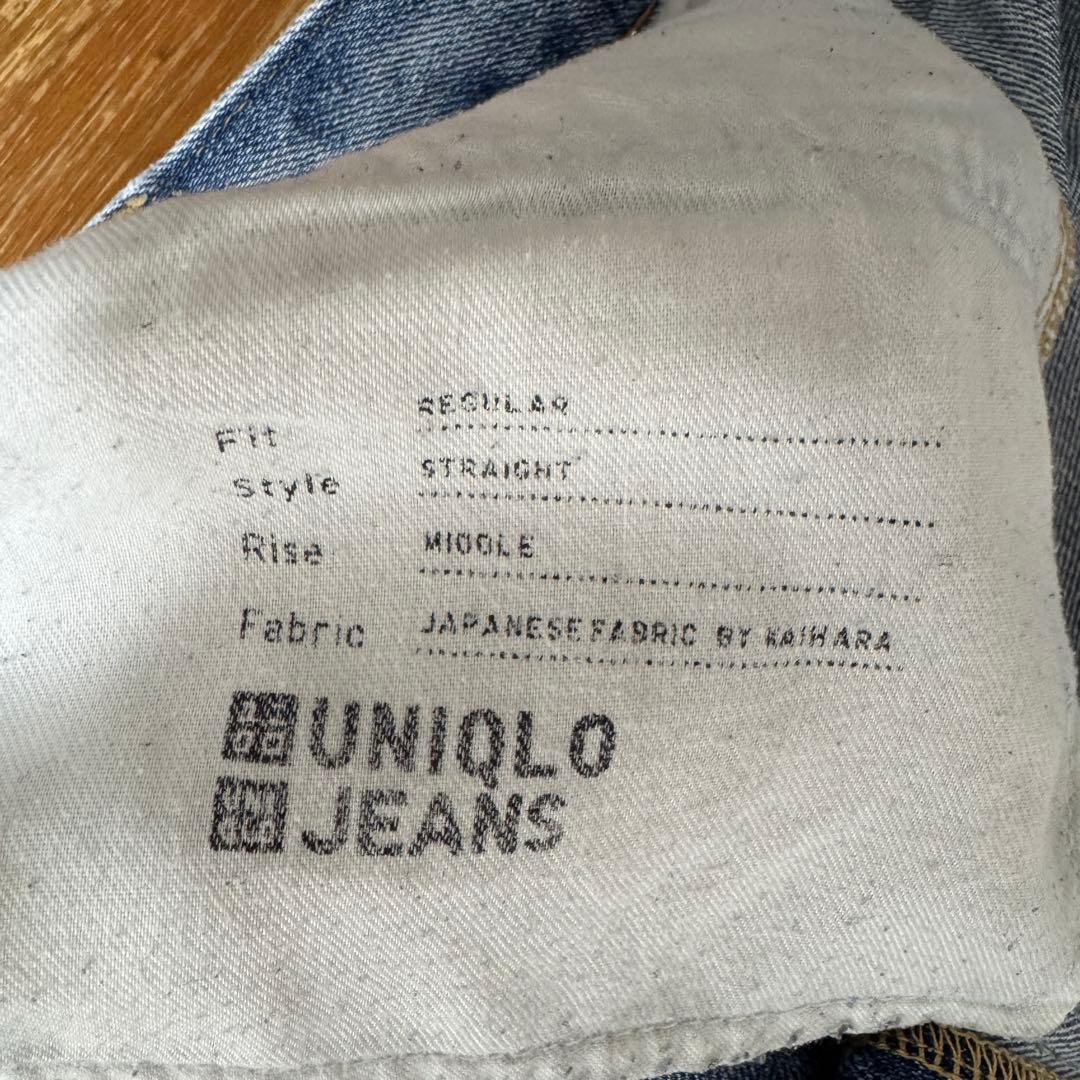 Fit REGULAR
Style STRAIGHT
Rise MIDDLE
Fabric JAPANESE FABRIC BY KAIHARA
UNIQLO
JEANS